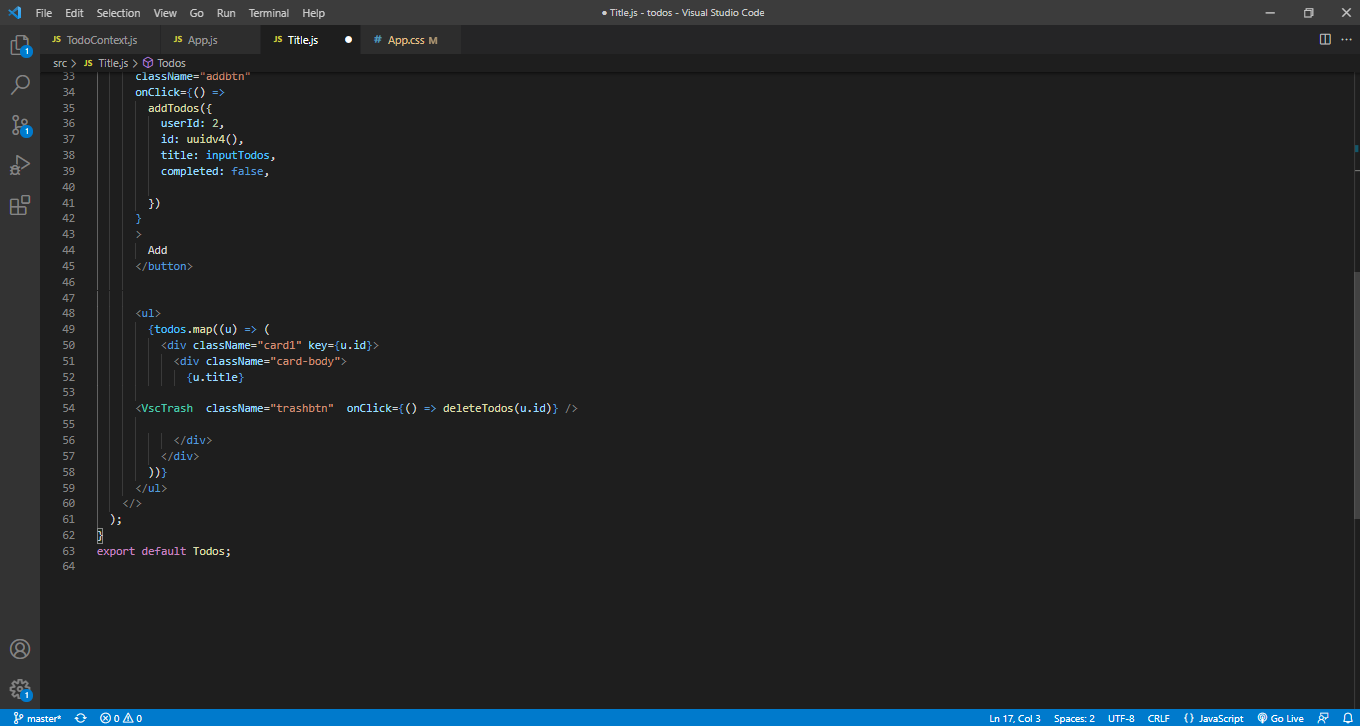 File Edit Selection View Go Run Terminal Help ● Title.js - todos - Visual Studio Code
JS TodoContext.js JS App.js JS Title.js ● # App.css M
src > JS Title.js > Todos
33 className="addbtn"
34 onClick={() =>
35 addTodos({
36 userId: 2,
37 id: uuidv4(),
38 title: inputTodos,
39 completed: false,
40
41 })
42 }
43 >
44 Add
45 </button>
46
47
48 <ul>
49 {todos.map((u) => (
50 <div className="card1" key={u.id}>
51 <div className="card-body">
52 {u.title}
53
54 <VscTrash  className="trashbtn"  onClick={() => deleteTodos(u.id)} />
55
56 </div>
57 </div>
58 ))}
59 </ul>
60 </>
61 );
62 }
63 export default Todos;
64
1
1
1
master* 0 0 Ln 17, Col 3 Spaces: 2 UTF-8 CRLF {} JavaScript Go Live